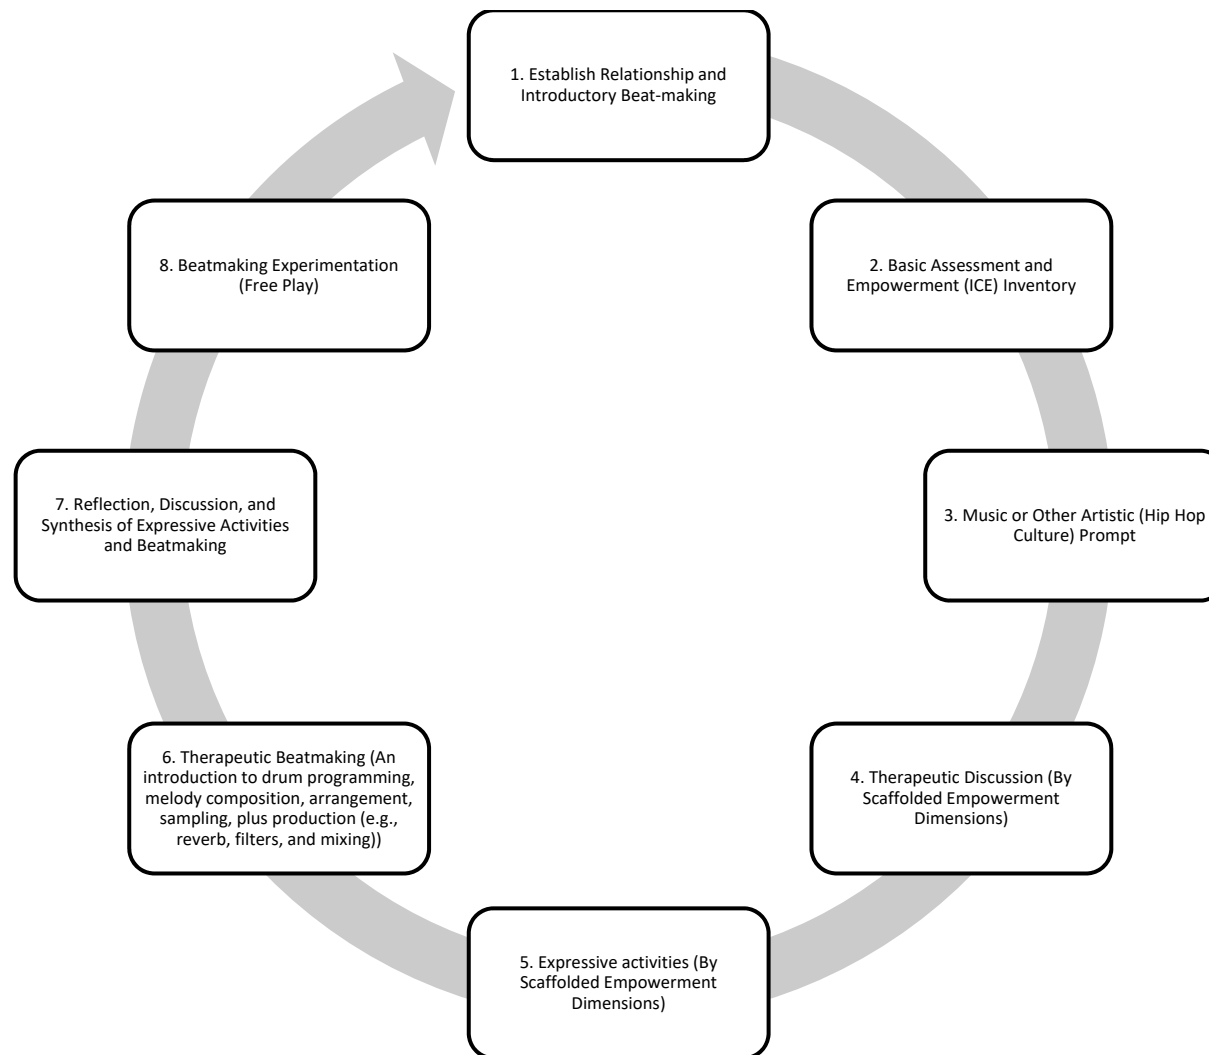 1. Establish Relationship and
Introductory Beat-making
2. Basic Assessment and
Empowerment (ICE) Inventory
3. Music or Other Artistic (Hip Hop
Culture) Prompt
4. Therapeutic Discussion (By
Scaffolded Empowerment
Dimensions)
5. Expressive activities (By
Scaffolded Empowerment
Dimensions)
6. Therapeutic Beatmaking (An
introduction to drum programming,
melody composition, arrangement,
sampling, plus production (e.g.,
reverb, filters, and mixing))
7. Reflection, Discussion, and
Synthesis of Expressive Activities
and Beatmaking
8. Beatmaking Experimentation
(Free Play)